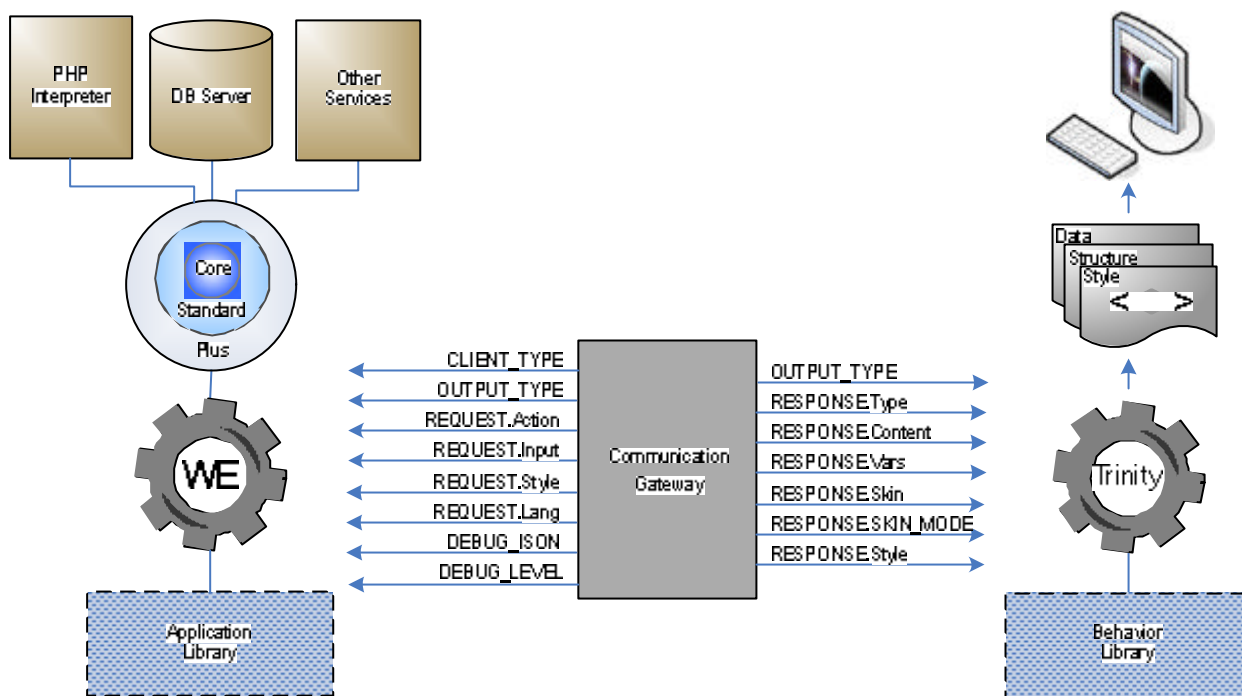 PHP
Interpreter
DB Server
Other
Services
Core
Standard
Plus
WE
Application
Library
CLIENT_TYPE
OUTPUT_TYPE
REQUEST.Action
REQUEST.Input
REQUEST.Style
REQUEST.Lang
DEBUG_ISON
DEBUG_LEVEL
Communication
Gateway
OUTPUT_TYPE
RESPONSE.Type
RESPONSE.Content
RESPONSE.Vars
RESPONSE.Skin
RESPONSE.SKIN_MODE
RESPONSE.Style
Data
Structure
Style
< >
Trinity
Behavior
Library